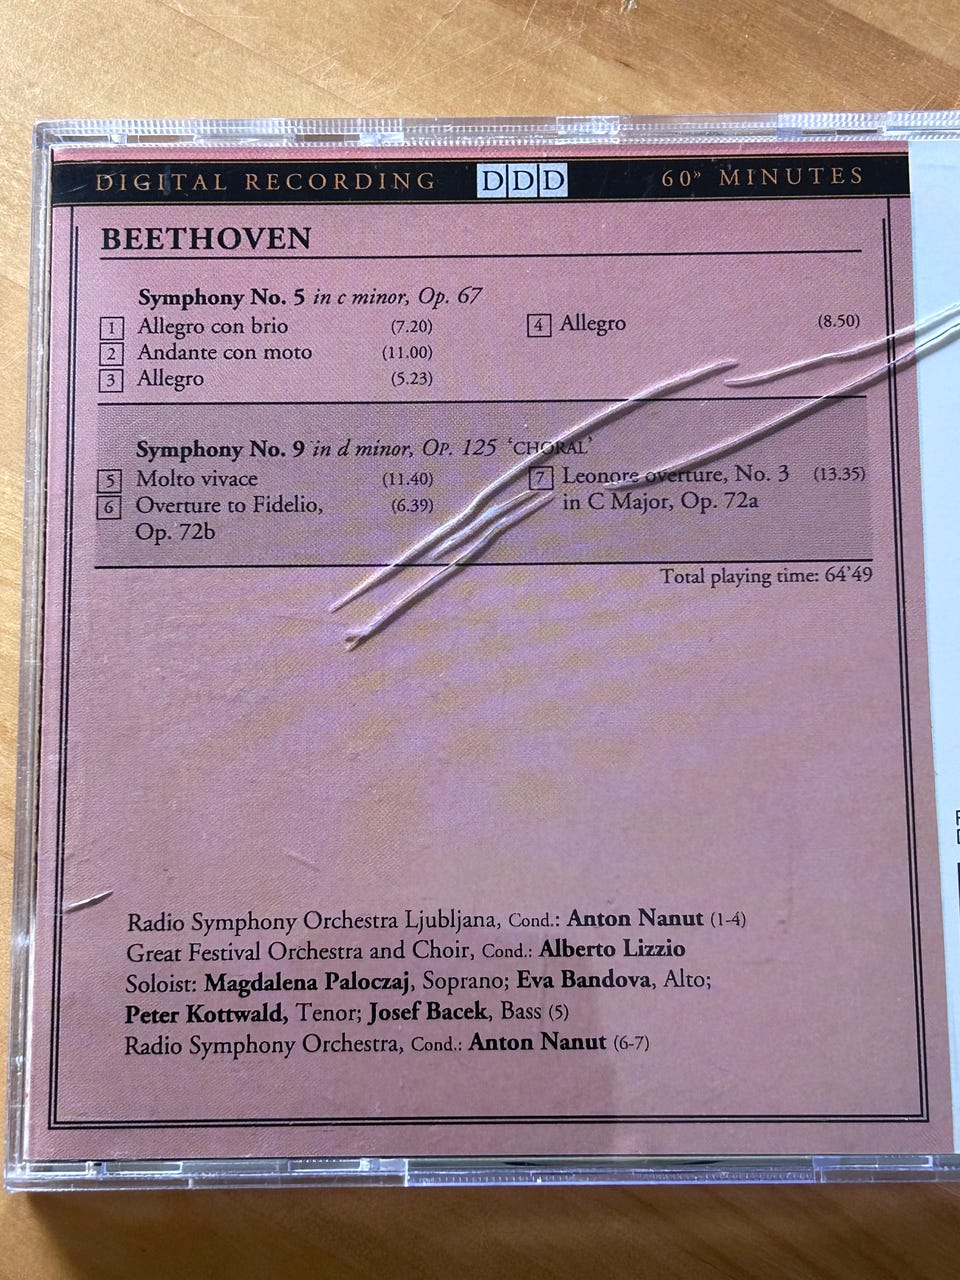 DIGITAL RECORDING DDD 60» MINUTES
BEETHOVEN
Symphony No. 5 in c minor, Op. 67
1 Allegro con brio (7.20)
2 Andante con moto (11.00)
3 Allegro (5.23)
4 Allegro (8.50)
Symphony No. 9 in d minor, OP. 125 ‘CHORAL’
5 Molto vivace (11.40)
6 Overture to Fidelio, (6.39)
Op. 72b
7 Leonore overture, No. 3 (13.35)
in C Major, Op. 72a
Total playing time: 64'49
Radio Symphony Orchestra Ljubljana, Cond.: Anton Nanut (1-4)
Great Festival Orchestra and Choir, Cond.: Alberto Lizzio
Soloist: Magdalena Paloczaj, Soprano; Eva Bandova, Alto;
Peter Kottwald, Tenor; Josef Bacek, Bass (5)
Radio Symphony Orchestra, Cond.: Anton Nanut (6-7)